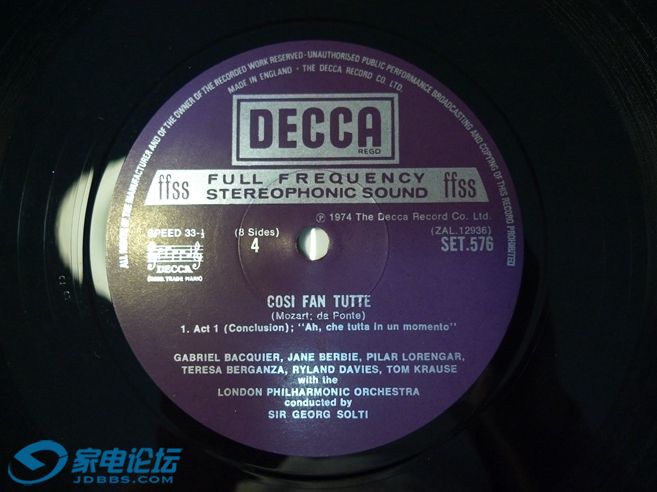 ALL RIGHTS OF THE MANUFACTURER AND OF THE OWNER OF THE RECORDED WORK RESERVED · UNAUTHORISED PUBLIC PERFORMANCE BROADCASTING AND COPYING OF THIS RECORD PROHIBITED
MADE IN ENGLAND · THE DECCA RECORD CO. LTD.
DECCA
REGD
ffss FULL FREQUENCY STEREOPHONIC SOUND ffss
℗ 1974 The Decca Record Co. Ltd.
SPEED 33-⅓ (8 Sides) (ZAL.12936)
4 SET.576
DECCA
(REGD. TRADE MARK)
COSI FAN TUTTE
(Mozart; da Ponte)
1. Act 1 (Conclusion); "Ah, che tutta in un momento"
GABRIEL BACQUIER, JANE BERBIE, PILAR LORENGAR,
TERESA BERGANZA, RYLAND DAVIES, TOM KRAUSE
with the
LONDON PHILHARMONIC ORCHESTRA
conducted by
SIR GEORG SOLTI
家电论坛
JDBBS.COM